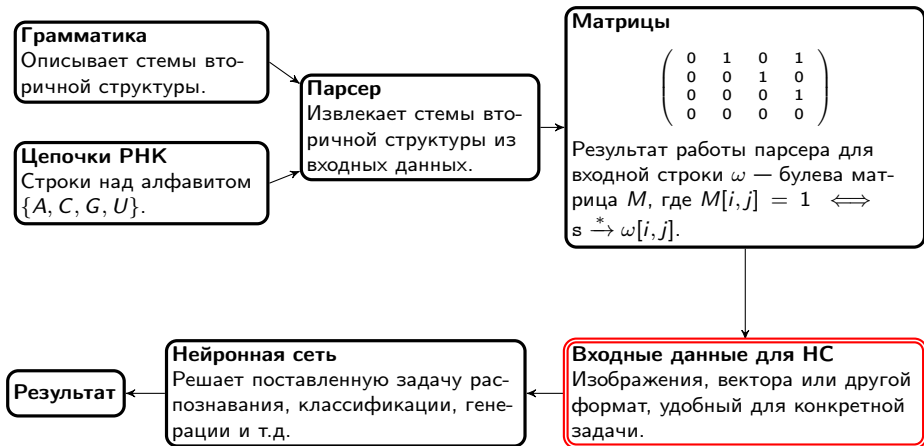 Грамматика
Описывает стемы вто-
ричной структуры.
Цепочки РНК
Строки над алфавитом
{A, C, G, U}.
Парсер
Извлекает стемы вто-
ричной структуры из
входных данных.
Матрицы
0 1 0 1
0 0 1 0
0 0 0 1
0 0 0 0
Результат работы парсера для
входной строки ω — булева мат-
рица M, где M[i, j] = 1 ⟺
s →* ω[i, j].
Входные данные для НС
Изображения, вектора или другой
формат, удобный для конкретной
задачи.
Нейронная сеть
Решает поставленную задачу рас-
познавания, классификации, гене-
рации и т.д.
Результат